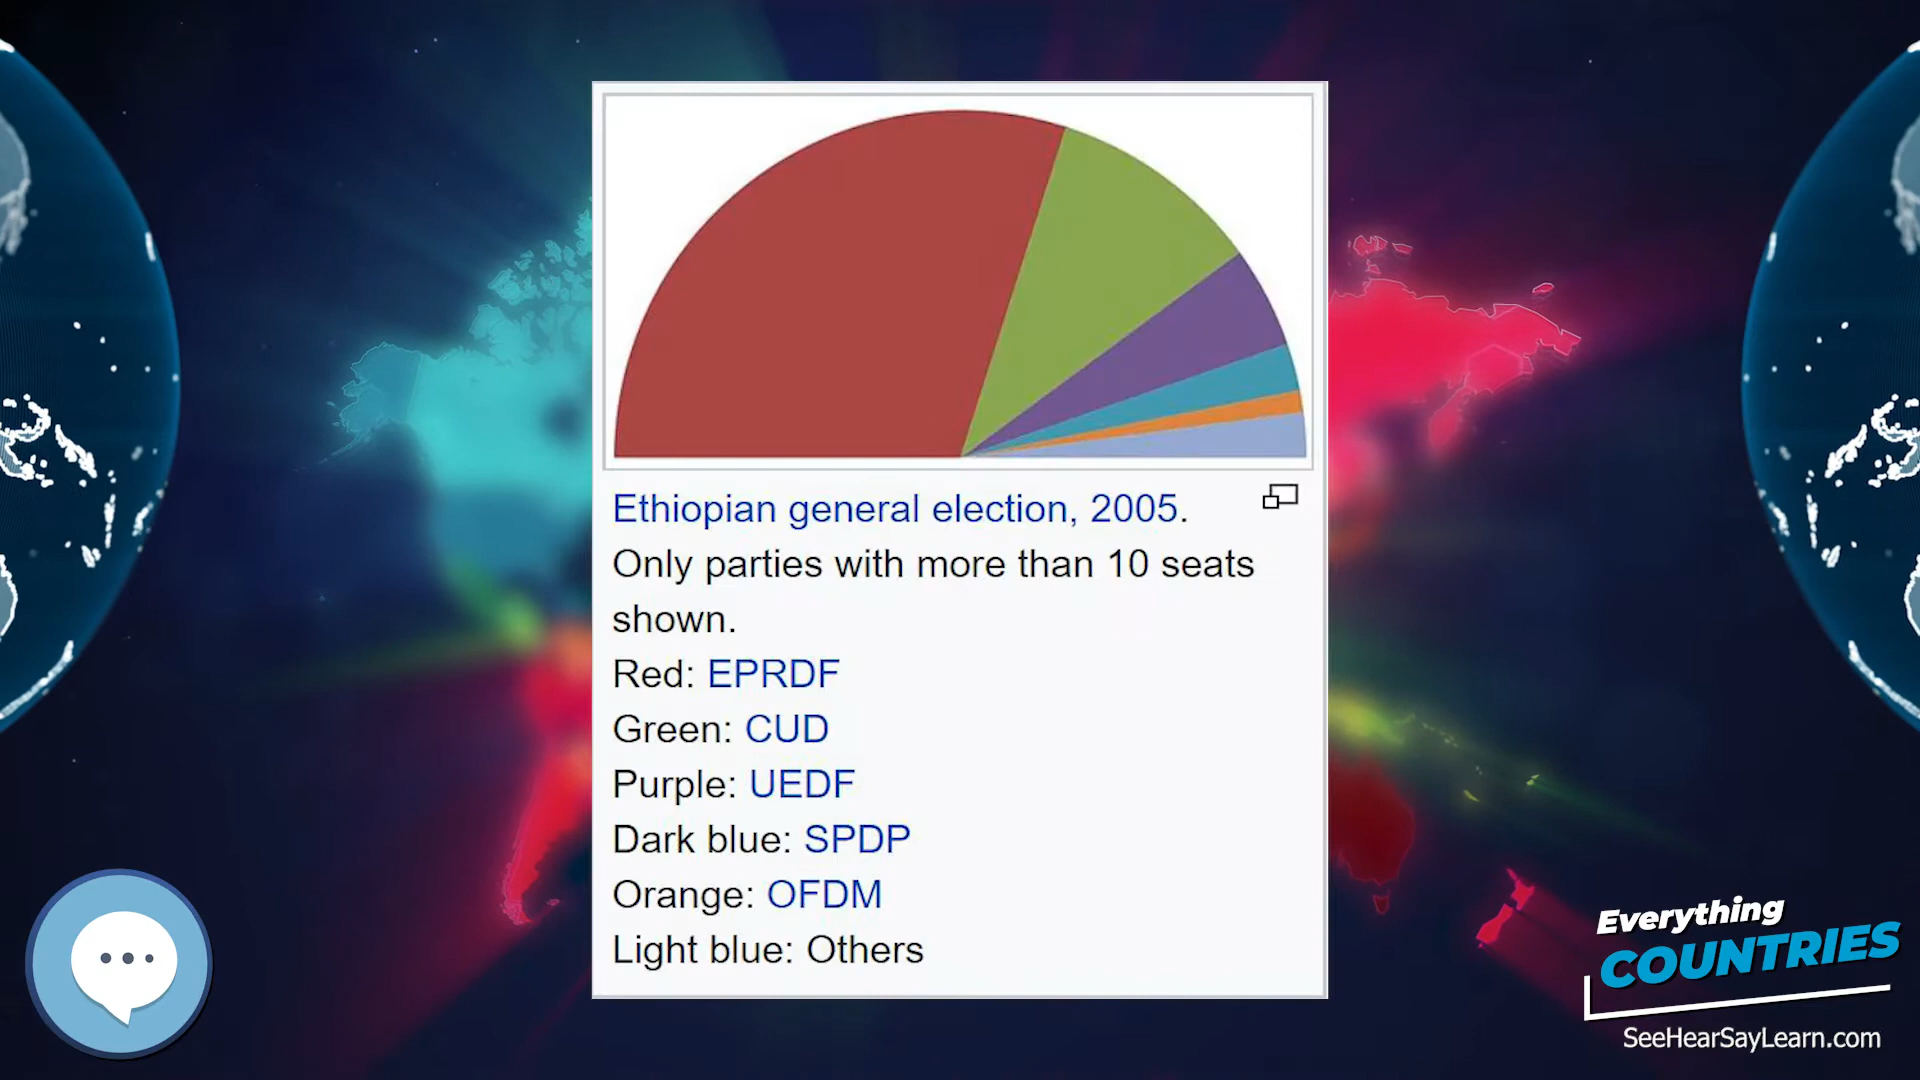 Ethiopian general election, 2005.
Only parties with more than 10 seats
shown.
Red: EPRDF
Green: CUD
Purple: UEDF
Dark blue: SPDP
Orange: OFDM
Light blue: Others
Everything
COUNTRIES
SeeHearSayLearn.com